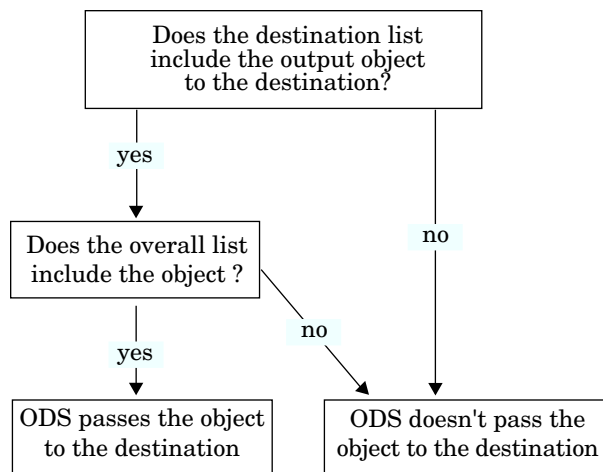 Does the destination list
include the output object
to the destination?
yes
no
Does the overall list
include the object ?
no
yes
ODS passes the object
to the destination
ODS doesn't pass the
object to the destination